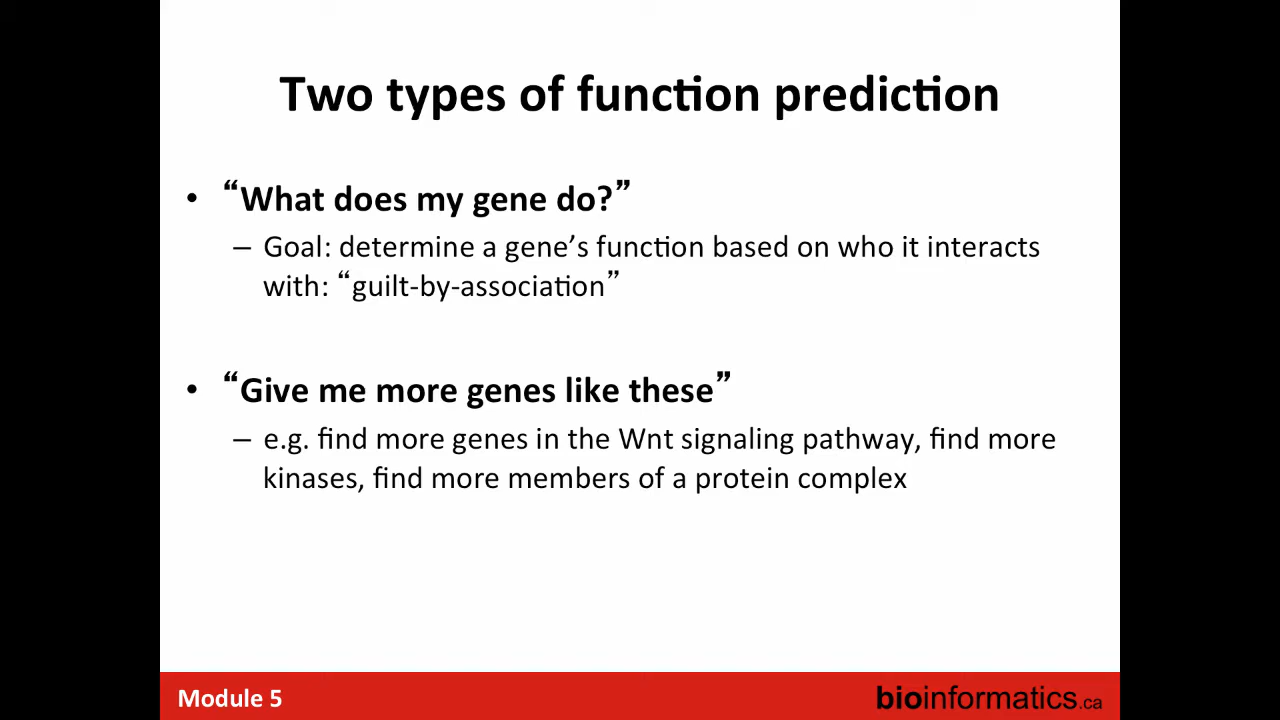 Two types of function prediction
• “What does my gene do?”
– Goal: determine a gene’s function based on who it interacts
with: “guilt-by-association”
• “Give me more genes like these”
– e.g. find more genes in the Wnt signaling pathway, find more
kinases, find more members of a protein complex
Module 5
bioinformatics.ca